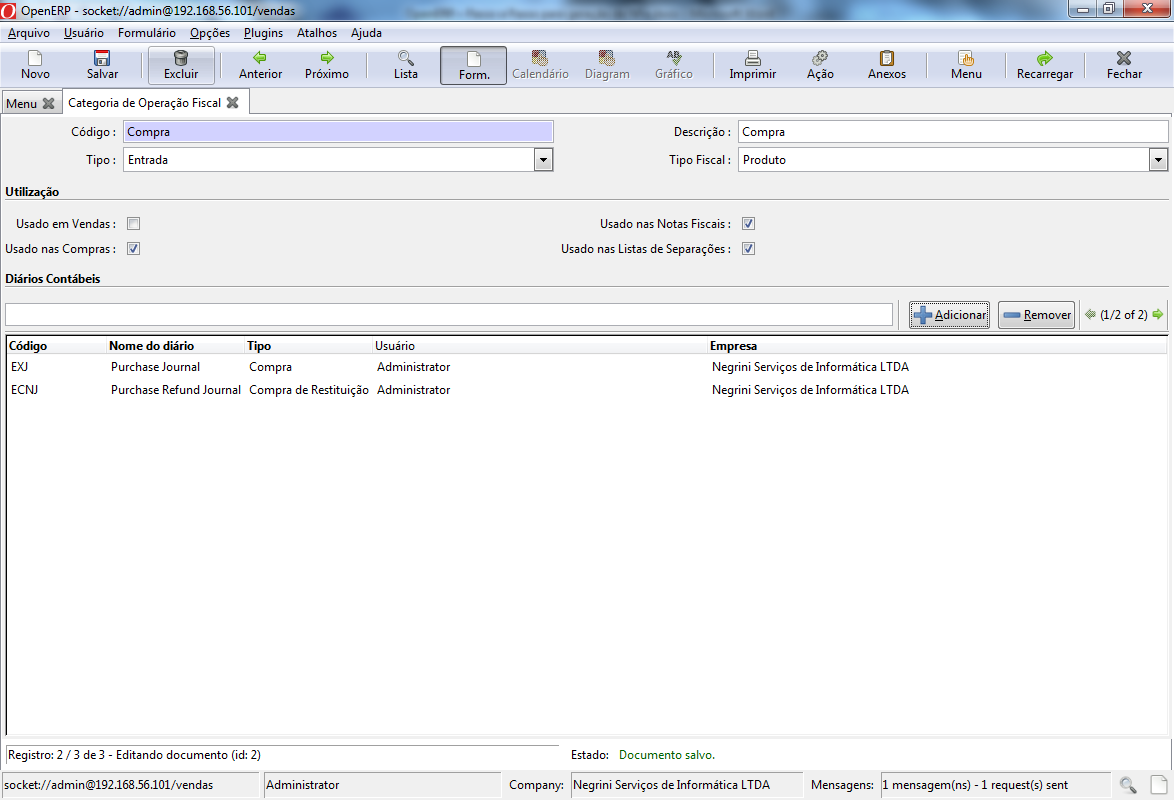 OpenERP - socket://admin@192.168.56.101/vendas
Arquivo Usuário Formulário Opções Plugins Atalhos Ajuda
Novo Salvar Excluir Anterior Próximo Lista Form. Calendário Diagram Gráfico Imprimir Ação Anexos Menu Recarregar Fechar
Menu Categoria de Operação Fiscal
Código : Compra Descrição : Compra
Tipo : Entrada Tipo Fiscal : Produto
Utilização
Usado em Vendas : Usado nas Notas Fiscais :
Usado nas Compras : Usado nas Listas de Separações :
Diários Contábeis
Adicionar Remover (1/2 of 2)
Código Nome do diário Tipo Usuário Empresa
EXJ Purchase Journal Compra Administrator Negrini Serviços de Informática LTDA
ECNJ Purchase Refund Journal Compra de Restituição Administrator Negrini Serviços de Informática LTDA
Registro: 2 / 3 de 3 - Editando documento (id: 2) Estado: Documento salvo.
socket://admin@192.168.56.101/vendas Administrator Company: Negrini Serviços de Informática LTDA Mensagens: 1 mensagem(ns) - 1 request(s) sent